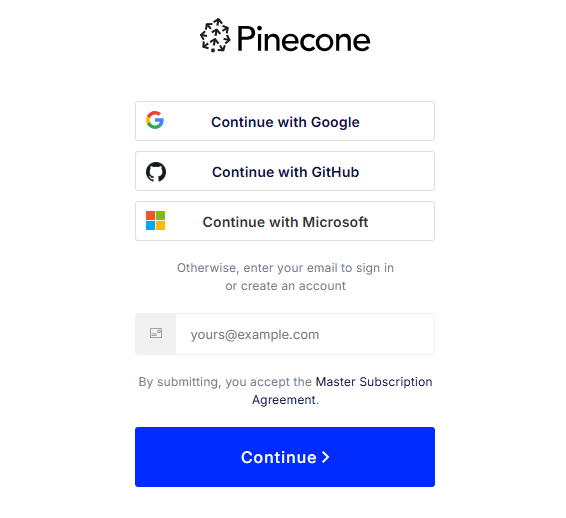 Pinecone
Continue with Google
Continue with GitHub
Continue with Microsoft
Otherwise, enter your email to sign in
or create an account
yours@example.com
By submitting, you accept the Master Subscription
Agreement.
Continue